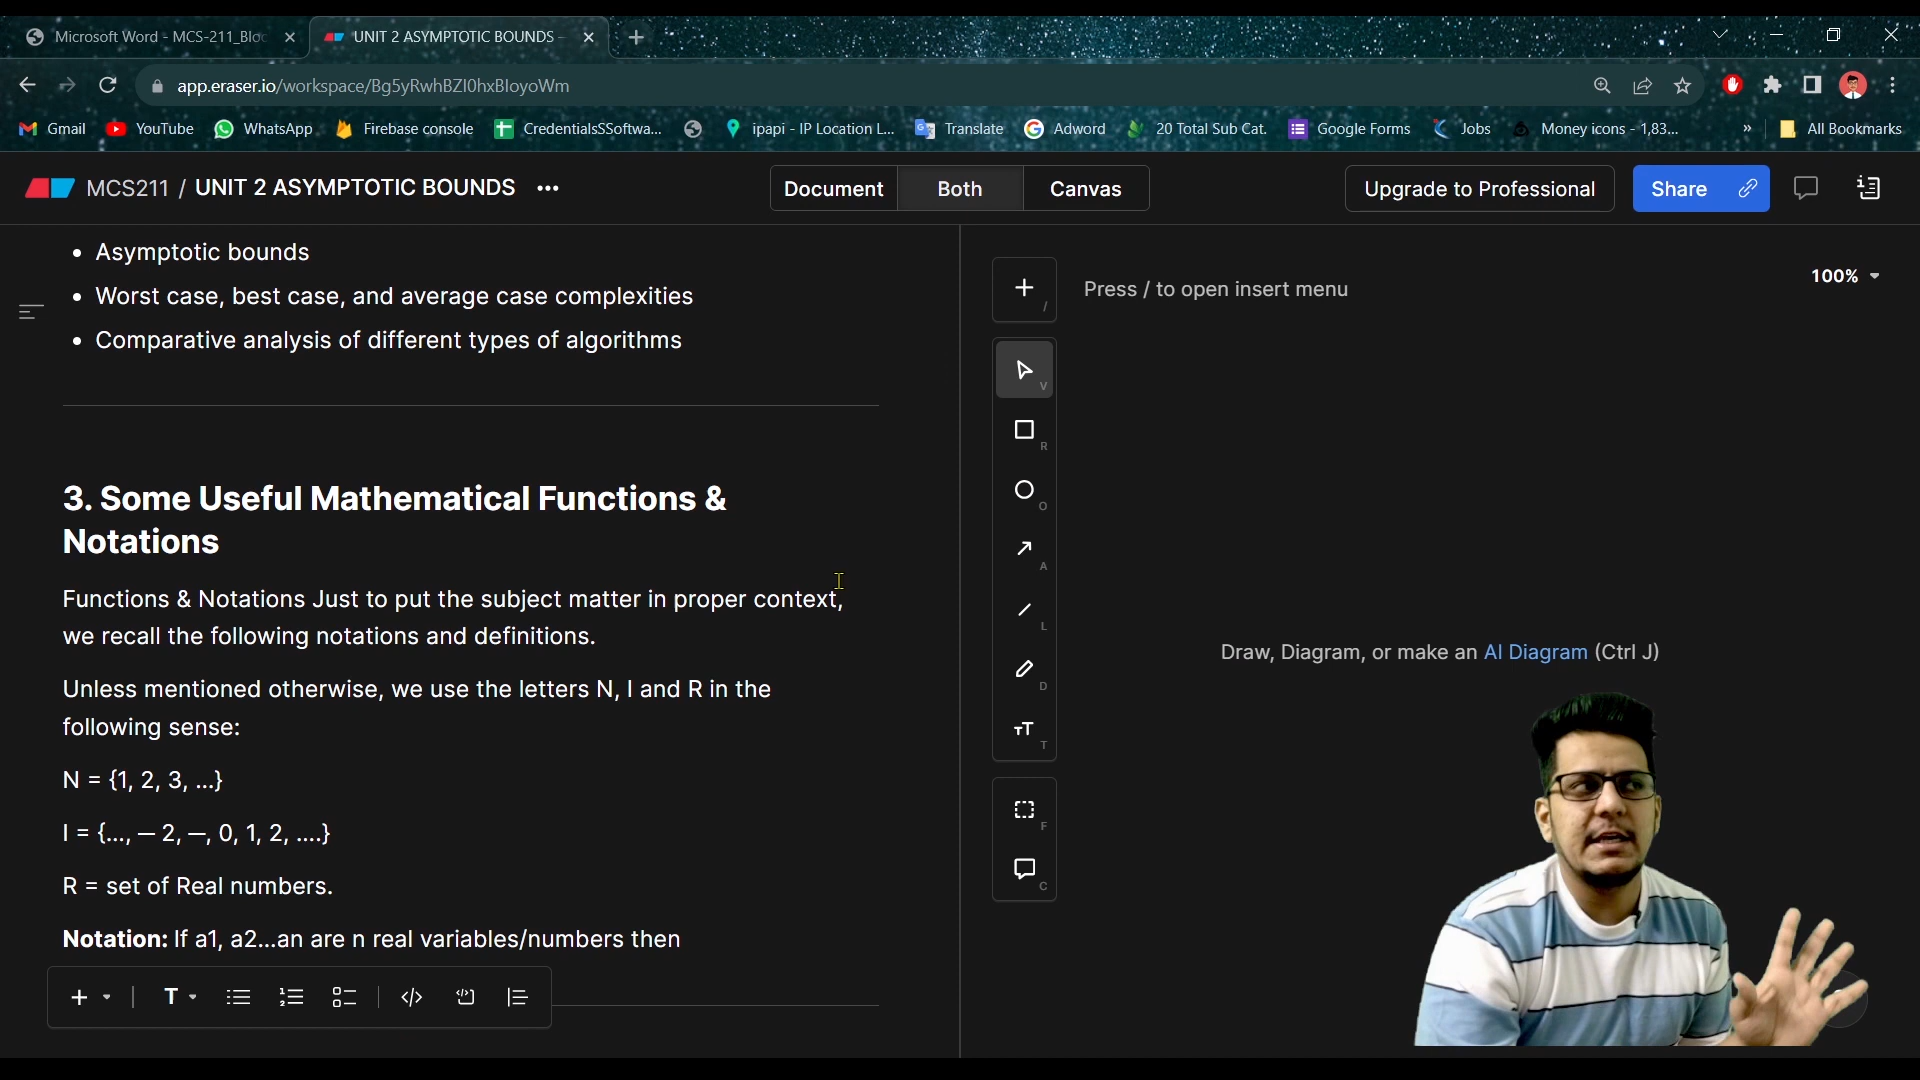 Microsoft Word - MCS-211_Bloc
UNIT 2 ASYMPTOTIC BOUNDS -
app.eraser.io/workspace/Bg5yRwhBZI0hxBIoyoWm
Gmail
YouTube
WhatsApp
Firebase console
CredentialsSSoftwa...
ipapi - IP Location L...
Translate
Adword
20 Total Sub Cat.
Google Forms
Jobs
Money icons - 1,83...
»
All Bookmarks
MCS211 / UNIT 2 ASYMPTOTIC BOUNDS
Document
Both
Canvas
Upgrade to Professional
Share
• Asymptotic bounds
• Worst case, best case, and average case complexities
• Comparative analysis of different types of algorithms
3. Some Useful Mathematical Functions &
Notations
Functions & Notations Just to put the subject matter in proper context,
we recall the following notations and definitions.
Unless mentioned otherwise, we use the letters N, I and R in the
following sense:
N = {1, 2, 3, ...}
I = {..., — 2, —, 0, 1, 2, ....}
R = set of Real numbers.
Notation: If a1, a2...an are n real variables/numbers then
T
/
Press / to open insert menu
100%
V
R
O
A
L
D
TT
T
F
C
Draw, Diagram, or make an AI Diagram (Ctrl J)